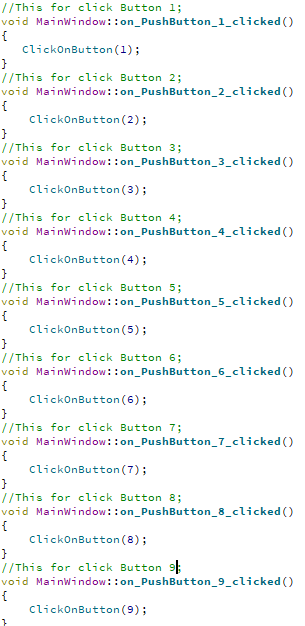 //This for click Button 1;
void MainWindow::on_PushButton_1_clicked()
{
ClickOnButton(1);
}
//This for click Button 2;
void MainWindow::on_PushButton_2_clicked()
{
ClickOnButton(2);
}
//This for click Button 3;
void MainWindow::on_PushButton_3_clicked()
{
ClickOnButton(3);
}
//This for click Button 4;
void MainWindow::on_PushButton_4_clicked()
{
ClickOnButton(4);
}
//This for click Button 5;
void MainWindow::on_PushButton_5_clicked()
{
ClickOnButton(5);
}
//This for click Button 6;
void MainWindow::on_PushButton_6_clicked()
{
ClickOnButton(6);
}
//This for click Button 7;
void MainWindow::on_PushButton_7_clicked()
{
ClickOnButton(7);
}
//This for click Button 8;
void MainWindow::on_PushButton_8_clicked()
{
ClickOnButton(8);
}
//This for click Button 9;
void MainWindow::on_PushButton_9_clicked()
{
ClickOnButton(9);
}